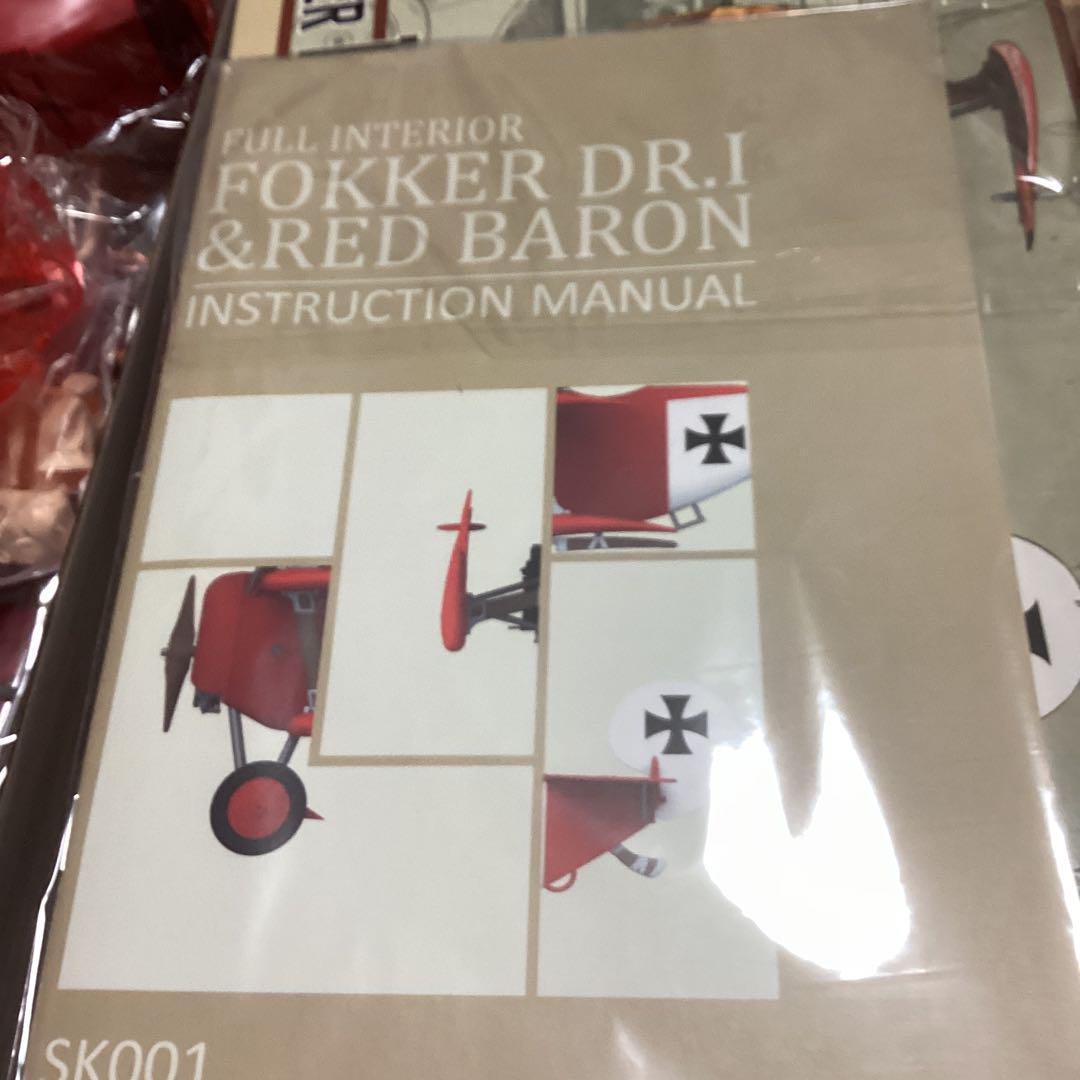 FULL INTERIOR
FOKKER DR.I
&RED BARON
INSTRUCTION MANUAL
SK001